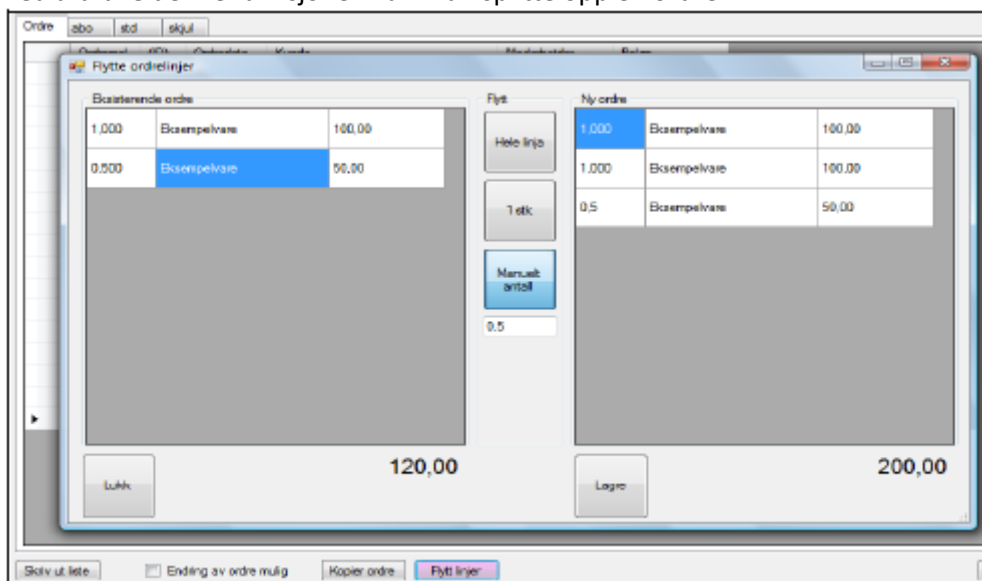 Ordre abo std skjul
Flytte ordrelinjer
Eksisterende ordre
1,000 Eksempelvare 100,00
0.500 Eksempelvare 50.00
Flytt
Hele linja
1 stk
Manuelt
antall
0.5
Ny ordre
1,000 Eksempelvare 100,00
1.000 Eksempelvare 100.00
0,5 Eksempelvare 50,00
Lukk
120,00
Lagre
200,00
Skriv ut liste Endring av ordre mulig Kopier ordre Flytt linjer